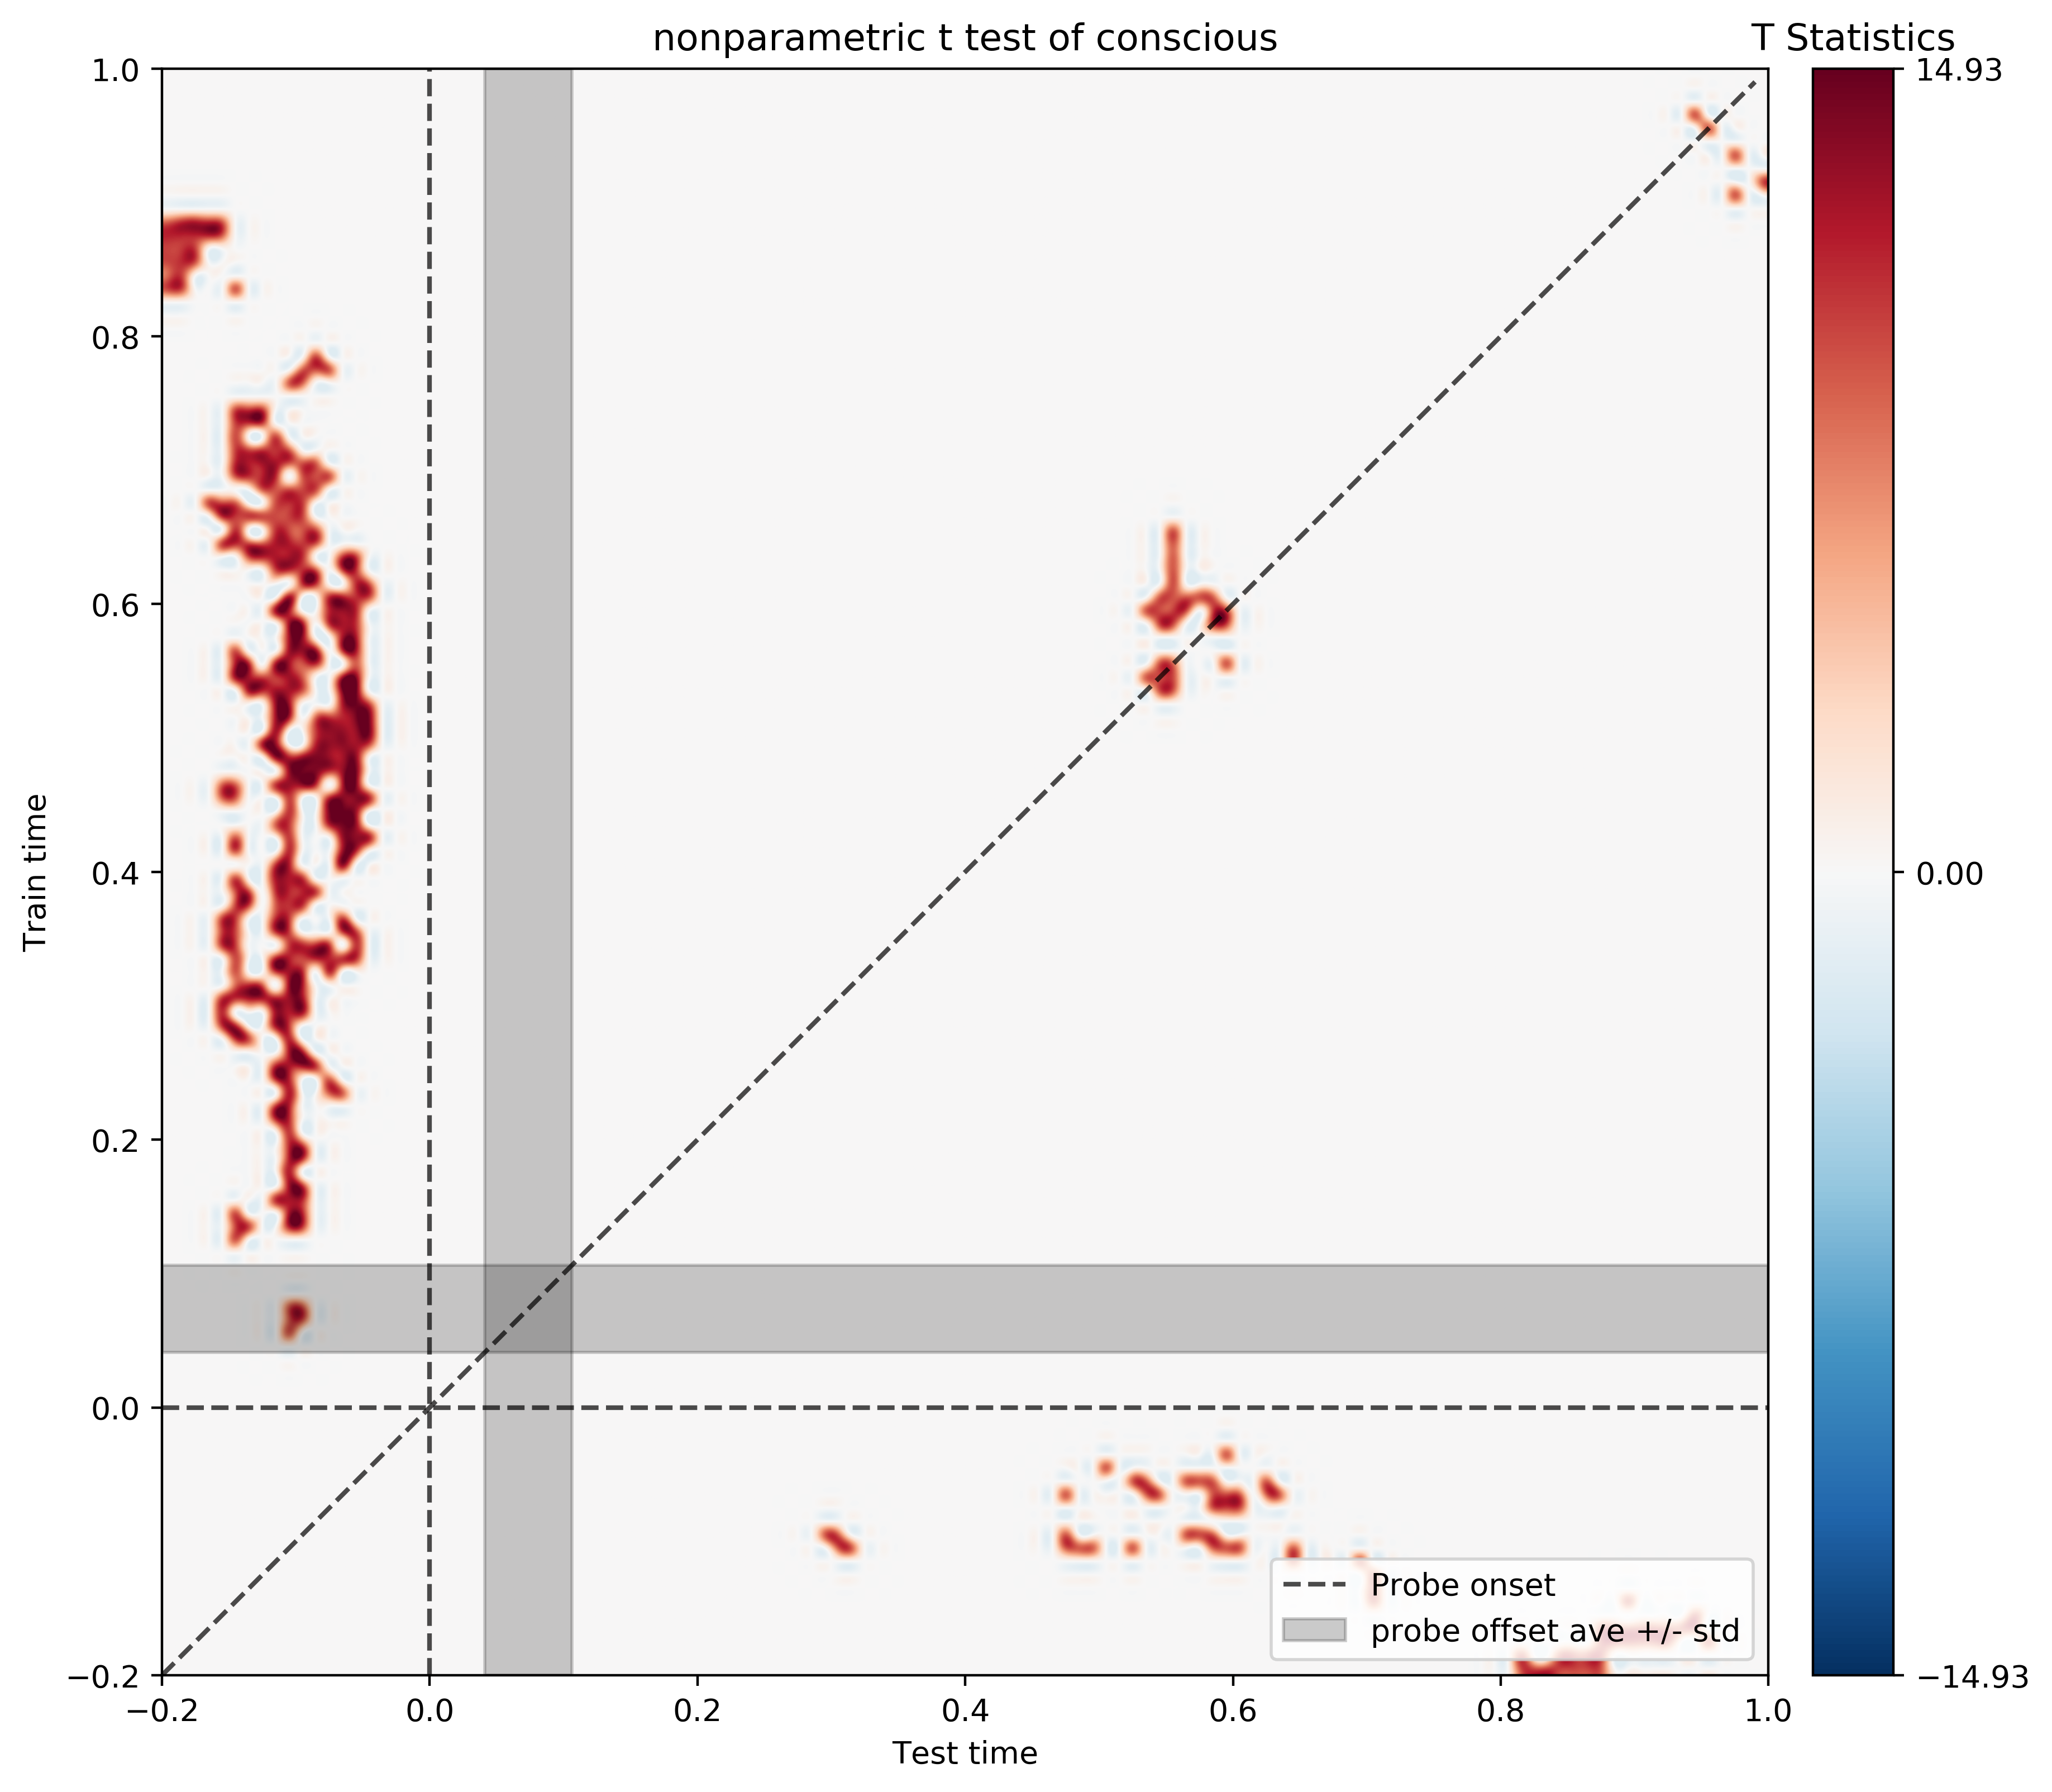 nonparametric t test of conscious
T Statistics
14.93
0.00
−14.93
Train time
1.0
0.8
0.6
0.4
0.2
0.0
−0.2
−0.2
0.0
0.2
0.4
0.6
0.8
1.0
Test time
Probe onset
probe offset ave +/- std